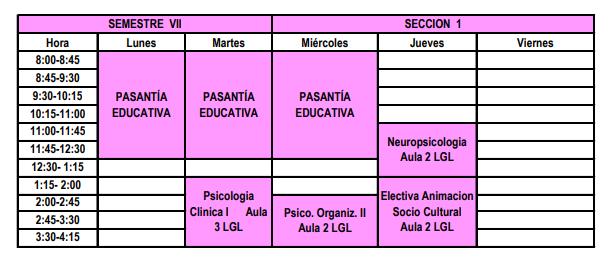 SEMESTRE VII SECCION 1
Hora Lunes Martes Miércoles Jueves Viernes
8:00-8:45
8:45-9:30
9:30-10:15
10:15-11:00
11:00-11:45
11:45-12:30
12:30- 1:15
1:15- 2:00
2:00-2:45
2:45-3:30
3:30-4:15
PASANTÍA
EDUCATIVA
PASANTÍA
EDUCATIVA
PASANTÍA
EDUCATIVA
Neuropsicologia
Aula 2 LGL
Psicologia
Clinica I Aula
3 LGL
Psico. Organiz. II
Aula 2 LGL
Electiva Animacion
Socio Cultural
Aula 2 LGL